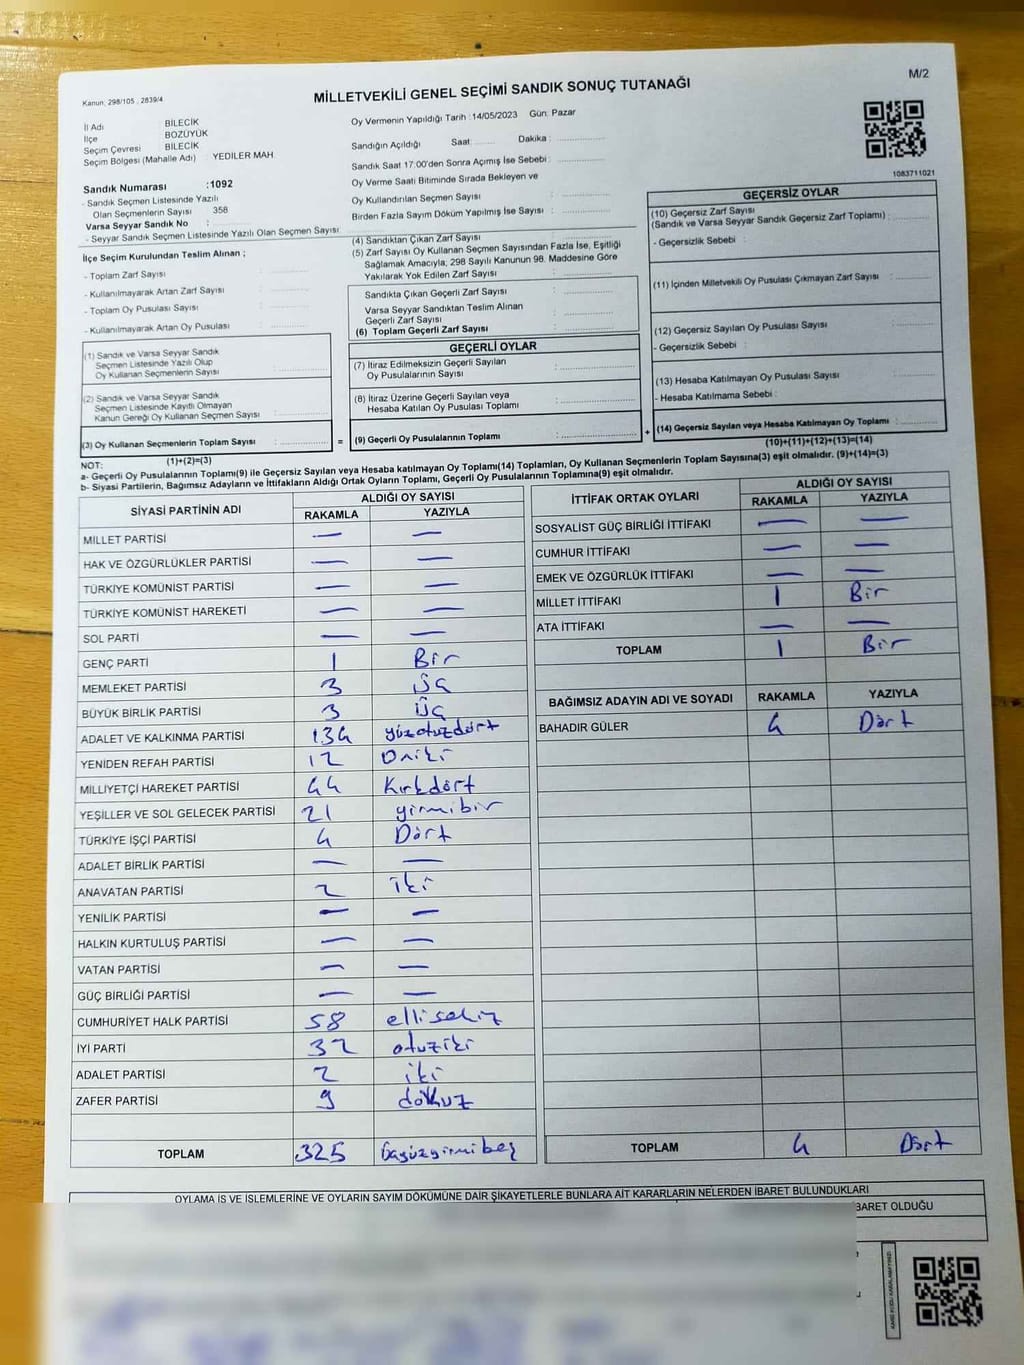 M/2
Kanun: 298/105 , 2839/4
MİLLETVEKİLİ GENEL SEÇİMİ SANDIK SONUÇ TUTANAĞI
İl Adı BİLECİK
İlçe BOZÜYÜK
Seçim Çevresi BİLECİK
Seçim Bölgesi (Mahalle Adı) YEDİLER MAH.
Sandık Numarası :1092
- Sandık Seçmen Listesinde Yazılı
Olan Seçmenlerin Sayısı 358
Varsa Seyyar Sandık No :
- Seyyar Sandık Seçmen Listesinde Yazılı Olan Seçmen Sayısı:
İlçe Seçim Kurulundan Teslim Alınan ;
- Toplam Zarf Sayısı :
- Kullanılmayarak Artan Zarf Sayısı :
- Toplam Oy Pusulası Sayısı :
- Kullanılmayarak Artan Oy Pusulası :
(1) Sandık ve Varsa Seyyar Sandık
Seçmen Listesinde Yazılı Olup
Oy Kullanan Seçmenlerin Sayısı :
(2) Sandık ve Varsa Seyyar Sandık
Seçmen Listesinde Kayıtlı Olmayan
Kanun Gereği Oy Kullanan Seçmen Sayısı :
(3) Oy Kullanan Seçmenlerin Toplam Sayısı :
(1)+(2)=(3)
Oy Vermenin Yapıldığı Tarih :14/05/2023 Gün: Pazar
Sandığın Açıldığı Saat Dakika :
Sandık Saat 17:00'den Sonra Açımış İse Sebebi :
Oy Verme Saati Bitiminde Sırada Bekleyen ve
Oy Kullandırılan Seçmen Sayısı :
Birden Fazla Sayım Döküm Yapılmış İse Sayısı :
(4) Sandıktan Çıkan Zarf Sayısı :
(5) Zarf Sayısı Oy Kullanan Seçmen Sayısından Fazla İse, Eşitliği
Sağlamak Amacıyla; 298 Sayılı Kanunun 98. Maddesine Göre
Yakılarak Yok Edilen Zarf Sayısı :
Sandıkta Çıkan Geçerli Zarf Sayısı :
Varsa Seyyar Sandıktan Teslim Alınan
Geçerli Zarf Sayısı :
(6) Toplam Geçerli Zarf Sayısı :
GEÇERLİ OYLAR
(7) İtiraz Edilmeksizin Geçerli Sayılan
Oy Pusulalarının Sayısı :
(8) İtiraz Üzerine Geçerli Sayılan veya
Hesaba Katılan Oy Pusulası Toplamı :
= (9) Geçerli Oy Pusulalarının Toplamı :
1083711021
GEÇERSİZ OYLAR
(10) Geçersiz Zarf Sayısı
(Sandık ve Varsa Seyyar Sandık Geçersiz Zarf Toplamı) :
- Geçersizlik Sebebi :
(11) İçinden Milletvekili Oy Pusulası Çıkmayan Zarf Sayısı :
(12) Geçersiz Sayılan Oy Pusulası Sayısı :
- Geçersizlik Sebebi :
(13) Hesaba Katılmayan Oy Pusulası Sayısı :
- Hesaba Katılmama Sebebi :
+ (14) Geçersiz Sayılan veya Hesaba Katılmayan Oy Toplamı :
(10)+(11)+(12)+(13)=(14)
NOT:
a- Geçerli Oy Pusulalarının Toplamı(9) ile Geçersiz Sayılan veya Hesaba katılmayan Oy Toplamı(14) Toplamları, Oy Kullanan Seçmenlerin Toplam Sayısına(3) eşit olmalıdır. (9)+(14)=(3)
b- Siyasi Partilerin, Bağımsız Adayların ve İttifakların Aldığı Ortak Oyların Toplamı, Geçerli Oy Pusulalarının Toplamına(9) eşit olmalıdır.
SİYASİ PARTİNİN ADI ALDIĞI OY SAYISI
RAKAMLA YAZIYLA
MİLLET PARTİSİ — —
HAK VE ÖZGÜRLÜKLER PARTİSİ — —
TÜRKİYE KOMÜNİST PARTİSİ — —
TÜRKİYE KOMÜNİST HAREKETİ — —
SOL PARTİ — —
GENÇ PARTİ 1 Bir
MEMLEKET PARTİSİ 3 Üç
BÜYÜK BİRLİK PARTİSİ 3 Üç
ADALET VE KALKINMA PARTİSİ 134 yüzotuzdört
YENİDEN REFAH PARTİSİ 12 Oniki
MİLLİYETÇİ HAREKET PARTİSİ 44 Kırkdört
YEŞİLLER VE SOL GELECEK PARTİSİ 21 yirmibir
TÜRKİYE İŞÇİ PARTİSİ 4 Dört
ADALET BİRLİK PARTİSİ — —
ANAVATAN PARTİSİ 2 iki
YENİLİK PARTİSİ — —
HALKIN KURTULUŞ PARTİSİ — —
VATAN PARTİSİ — —
GÜÇ BİRLİĞİ PARTİSİ — —
CUMHURİYET HALK PARTİSİ 58 ellisekiz
İYİ PARTİ 32 otuziki
ADALET PARTİSİ 2 iki
ZAFER PARTİSİ 9 dokuz
TOPLAM 325 üçyüzyirmibeş
İTTİFAK ORTAK OYLARI ALDIĞI OY SAYISI
RAKAMLA YAZIYLA
SOSYALİST GÜÇ BİRLİĞİ İTTİFAKI — —
CUMHUR İTTİFAKI — —
EMEK VE ÖZGÜRLÜK İTTİFAKI — —
MİLLET İTTİFAKI 1 Bir
ATA İTTİFAKI — —
TOPLAM 1 Bir
BAĞIMSIZ ADAYIN ADI VE SOYADI RAKAMLA YAZIYLA
BAHADIR GÜLER 4 Dört
TOPLAM 4 Dört
OYLAMA İŞ VE İŞLEMLERİNE VE OYLARIN SAYIM DÖKÜMÜNE DAİR ŞİKAYETLERLE BUNLARA AİT KARARLARIN NELERDEN İBARET BULUNDUKLARI
BARET OLDUĞU